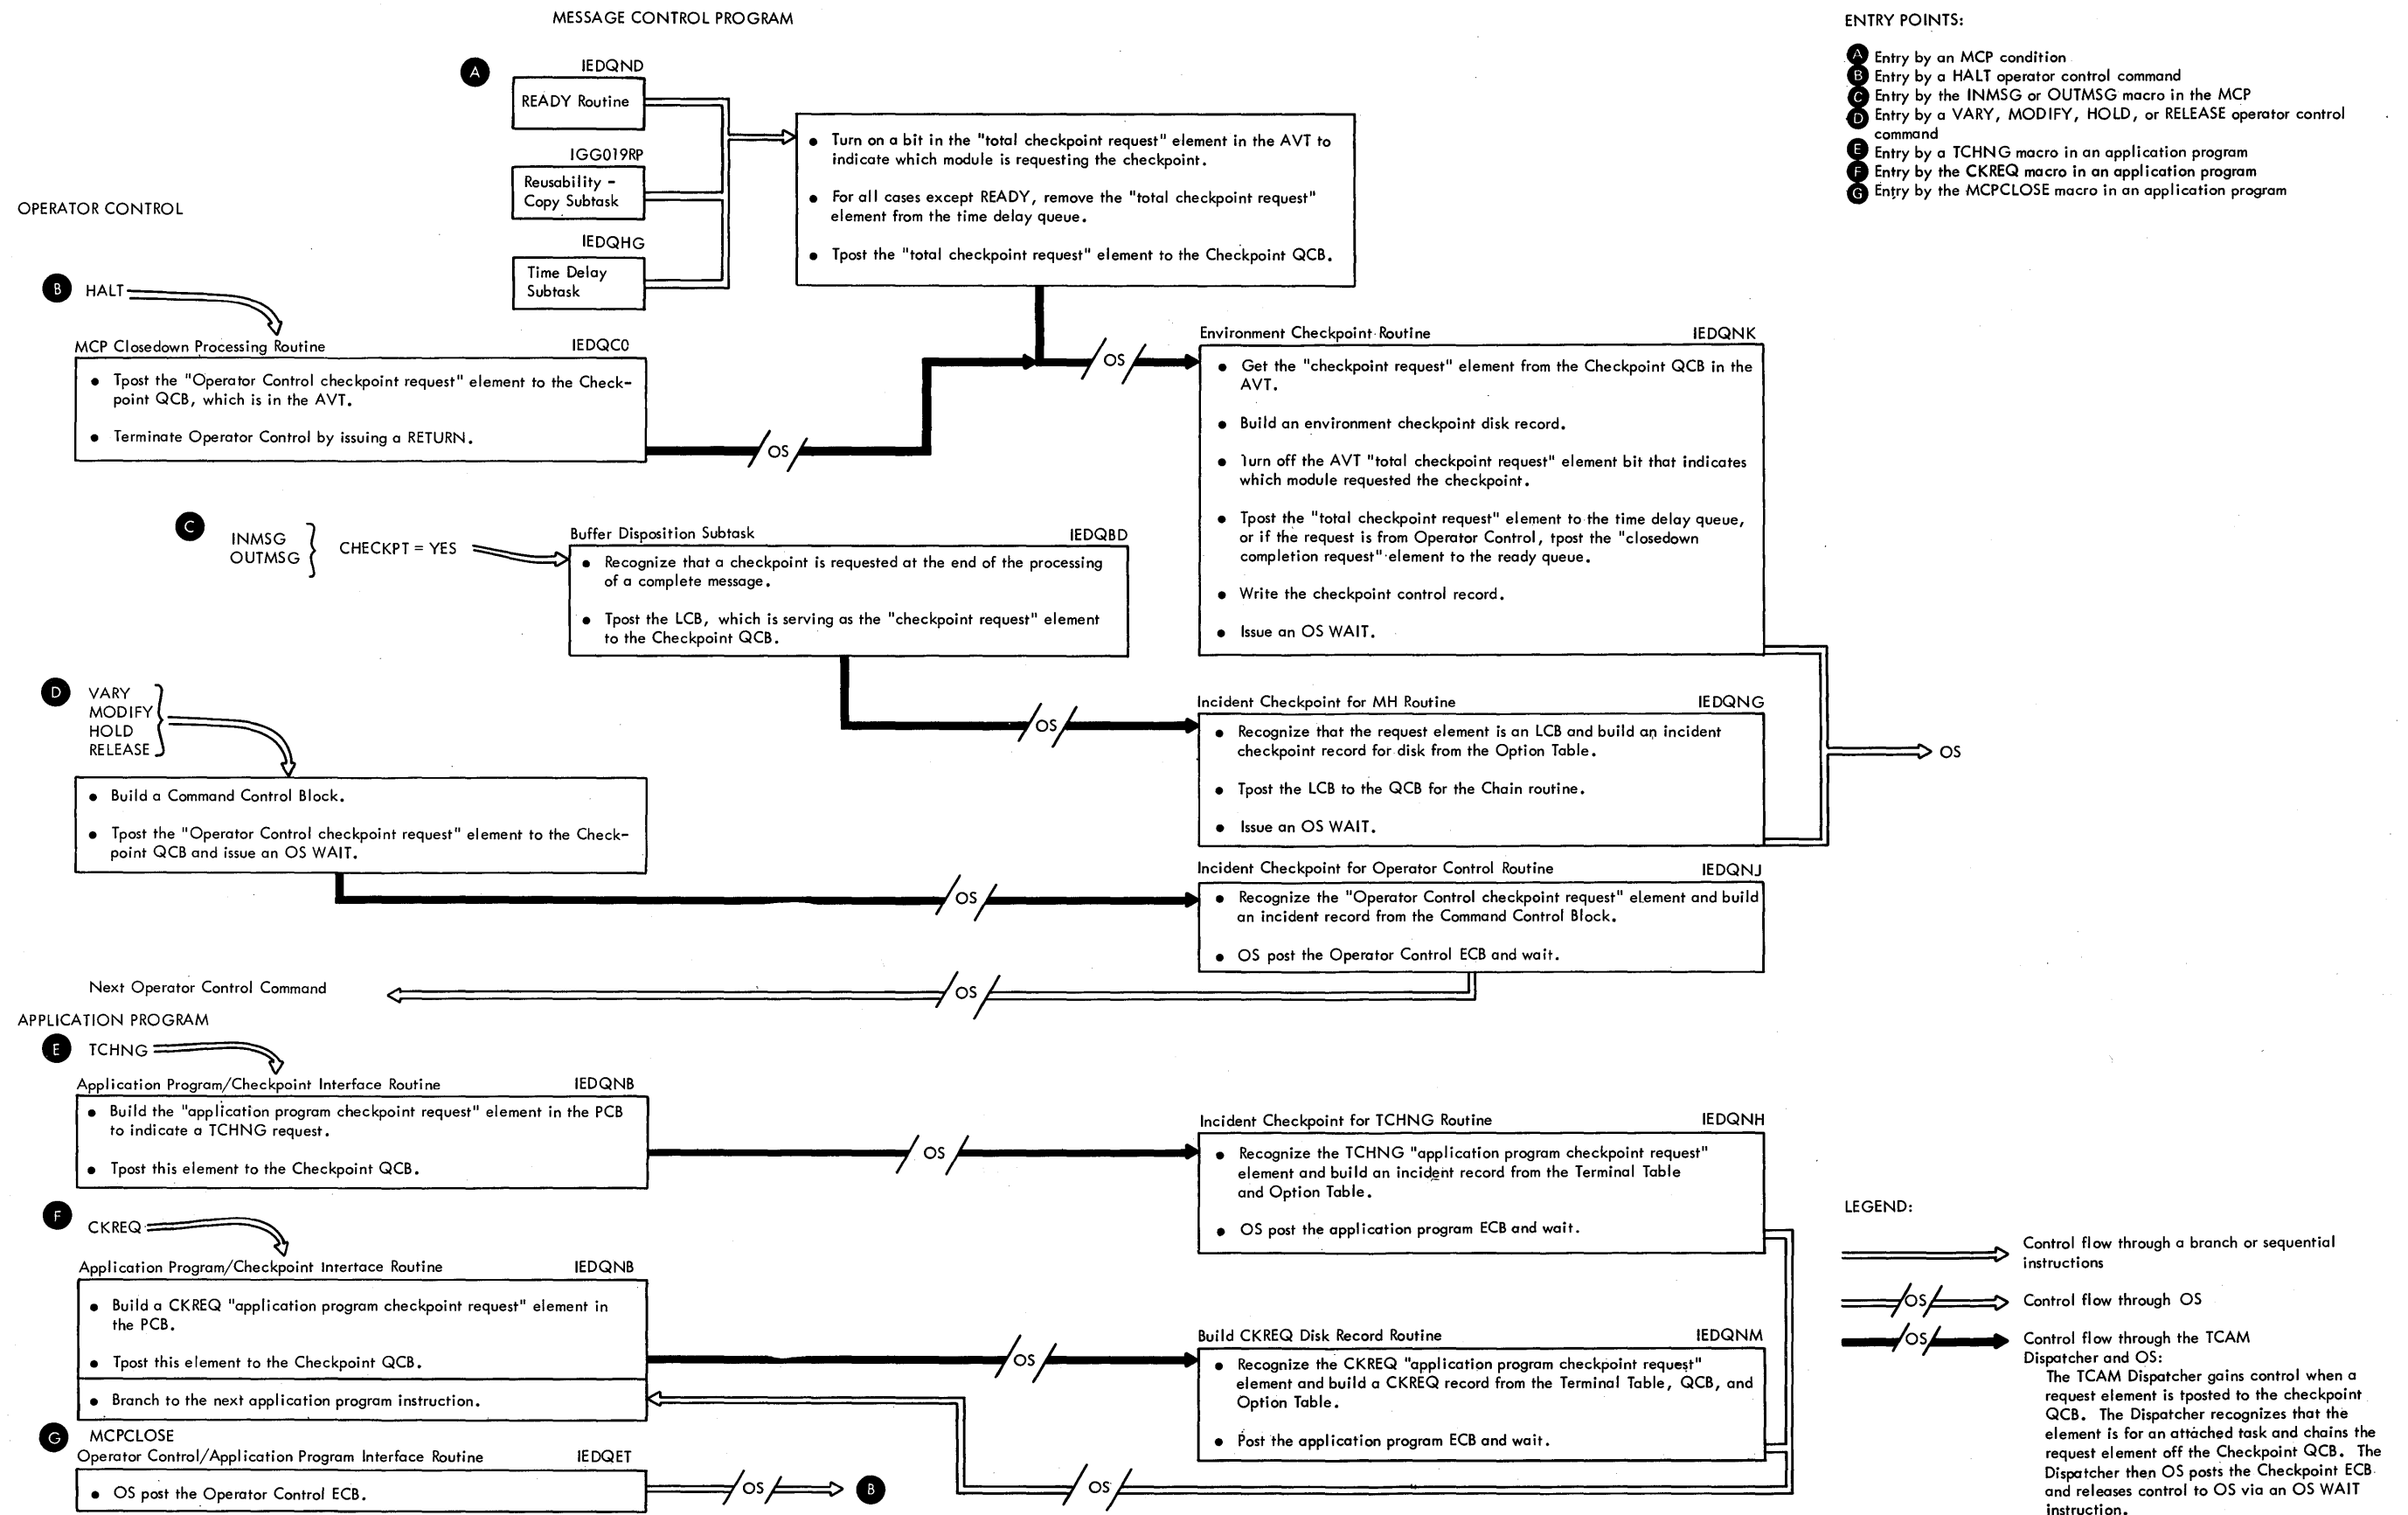 MESSAGE CONTROL PROGRAM
ENTRY POINTS:
A Entry by an MCP condition
B Entry by a HALT operator control command
C Entry by the INMSG or OUTMSG macro in the MCP
D Entry by a VARY, MODIFY, HOLD, or RELEASE operator control
command
E Entry by a TCHNG macro in an application program
F Entry by the CKREQ macro in an application program
G Entry by the MCPCLOSE macro in an application program
A
IEDQND
READY Routine
IGG019RP
Reusability –
Copy Subtask
IEDQHG
Time Delay
Subtask
• Turn on a bit in the "total checkpoint request" element in the AVT to
indicate which module is requesting the checkpoint.
• For all cases except READY, remove the "total checkpoint request"
element from the time delay queue.
• Tpost the "total checkpoint request" element to the Checkpoint QCB.
OPERATOR CONTROL
B HALT
MCP Closedown Processing Routine IEDQC0
• Tpost the "Operator Control checkpoint request" element to the Check-
point QCB, which is in the AVT.
• Terminate Operator Control by issuing a RETURN.
OS
OS
Environment Checkpoint Routine IEDQNK
• Get the "checkpoint request" element from the Checkpoint QCB in the
AVT.
• Build an environment checkpoint disk record.
• Turn off the AVT "total checkpoint request" element bit that indicates
which module requested the checkpoint.
• Tpost the "total checkpoint request" element to the time delay queue,
or if the request is from Operator Control, tpost the "closedown
completion request" element to the ready queue.
• Write the checkpoint control record.
• Issue an OS WAIT.
C
INMSG
OUTMSG
CHECKPT = YES
Buffer Disposition Subtask IEDQBD
• Recognize that a checkpoint is requested at the end of the processing
of a complete message.
• Tpost the LCB, which is serving as the "checkpoint request" element
to the Checkpoint QCB.
OS
Incident Checkpoint for MH Routine IEDQNG
• Recognize that the request element is an LCB and build an incident
checkpoint record for disk from the Option Table.
• Tpost the LCB to the QCB for the Chain routine.
• Issue an OS WAIT.
OS
D VARY
MODIFY
HOLD
RELEASE
• Build a Command Control Block.
• Tpost the "Operator Control checkpoint request" element to the Check-
point QCB and issue an OS WAIT.
OS
Incident Checkpoint for Operator Control Routine IEDQNJ
• Recognize the "Operator Control checkpoint request" element and build
an incident record from the Command Control Block.
• OS post the Operator Control ECB and wait.
Next Operator Control Command
OS
APPLICATION PROGRAM
E TCHNG
Application Program/Checkpoint Interface Routine IEDQNB
• Build the "application program checkpoint request" element in the PCB
to indicate a TCHNG request.
• Tpost this element to the Checkpoint QCB.
OS
Incident Checkpoint for TCHNG Routine IEDQNH
• Recognize the TCHNG "application program checkpoint request"
element and build an incident record from the Terminal Table
and Option Table.
• OS post the application program ECB and wait.
F CKREQ
Application Program/Checkpoint Inrertace Routine IEDQNB
• Build a CKREQ "application program checkpoint request" element in
the PCB.
• Tpost this element to the Checkpoint QCB.
• Branch to the next application program instruction.
OS
Build CKREQ Disk Record Routine IEDQNM
• Recognize the CKREQ "application program checkpoint request"
element and build a CKREQ record from the Terminal Table, QCB, and
Option Table.
• Post the application program ECB and wait.
OS
G MCPCLOSE
Operator Control/Application Program Interface Routine IEDQET
• OS post the Operator Control ECB.
OS
B
LEGEND:
Control flow through a branch or sequential
instructions
OS Control flow through OS
OS Control flow through the TCAM
Dispatcher and OS:
The TCAM Dispatcher gains control when a
request element is tposted to the checkpoint
QCB. The Dispatcher recognizes that the
element is for an attached task and chains the
request element off the Checkpoint QCB. The
Dispatcher then OS posts the Checkpoint ECB
and releases control to OS via an OS WAIT
instruction.